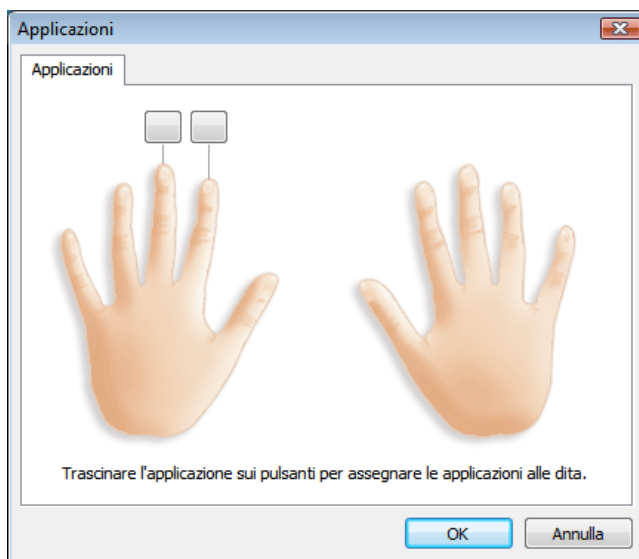 Applicazioni
Applicazioni
Trascinare l'applicazione sui pulsanti per assegnare le applicazioni alle dita.
OK
Annulla